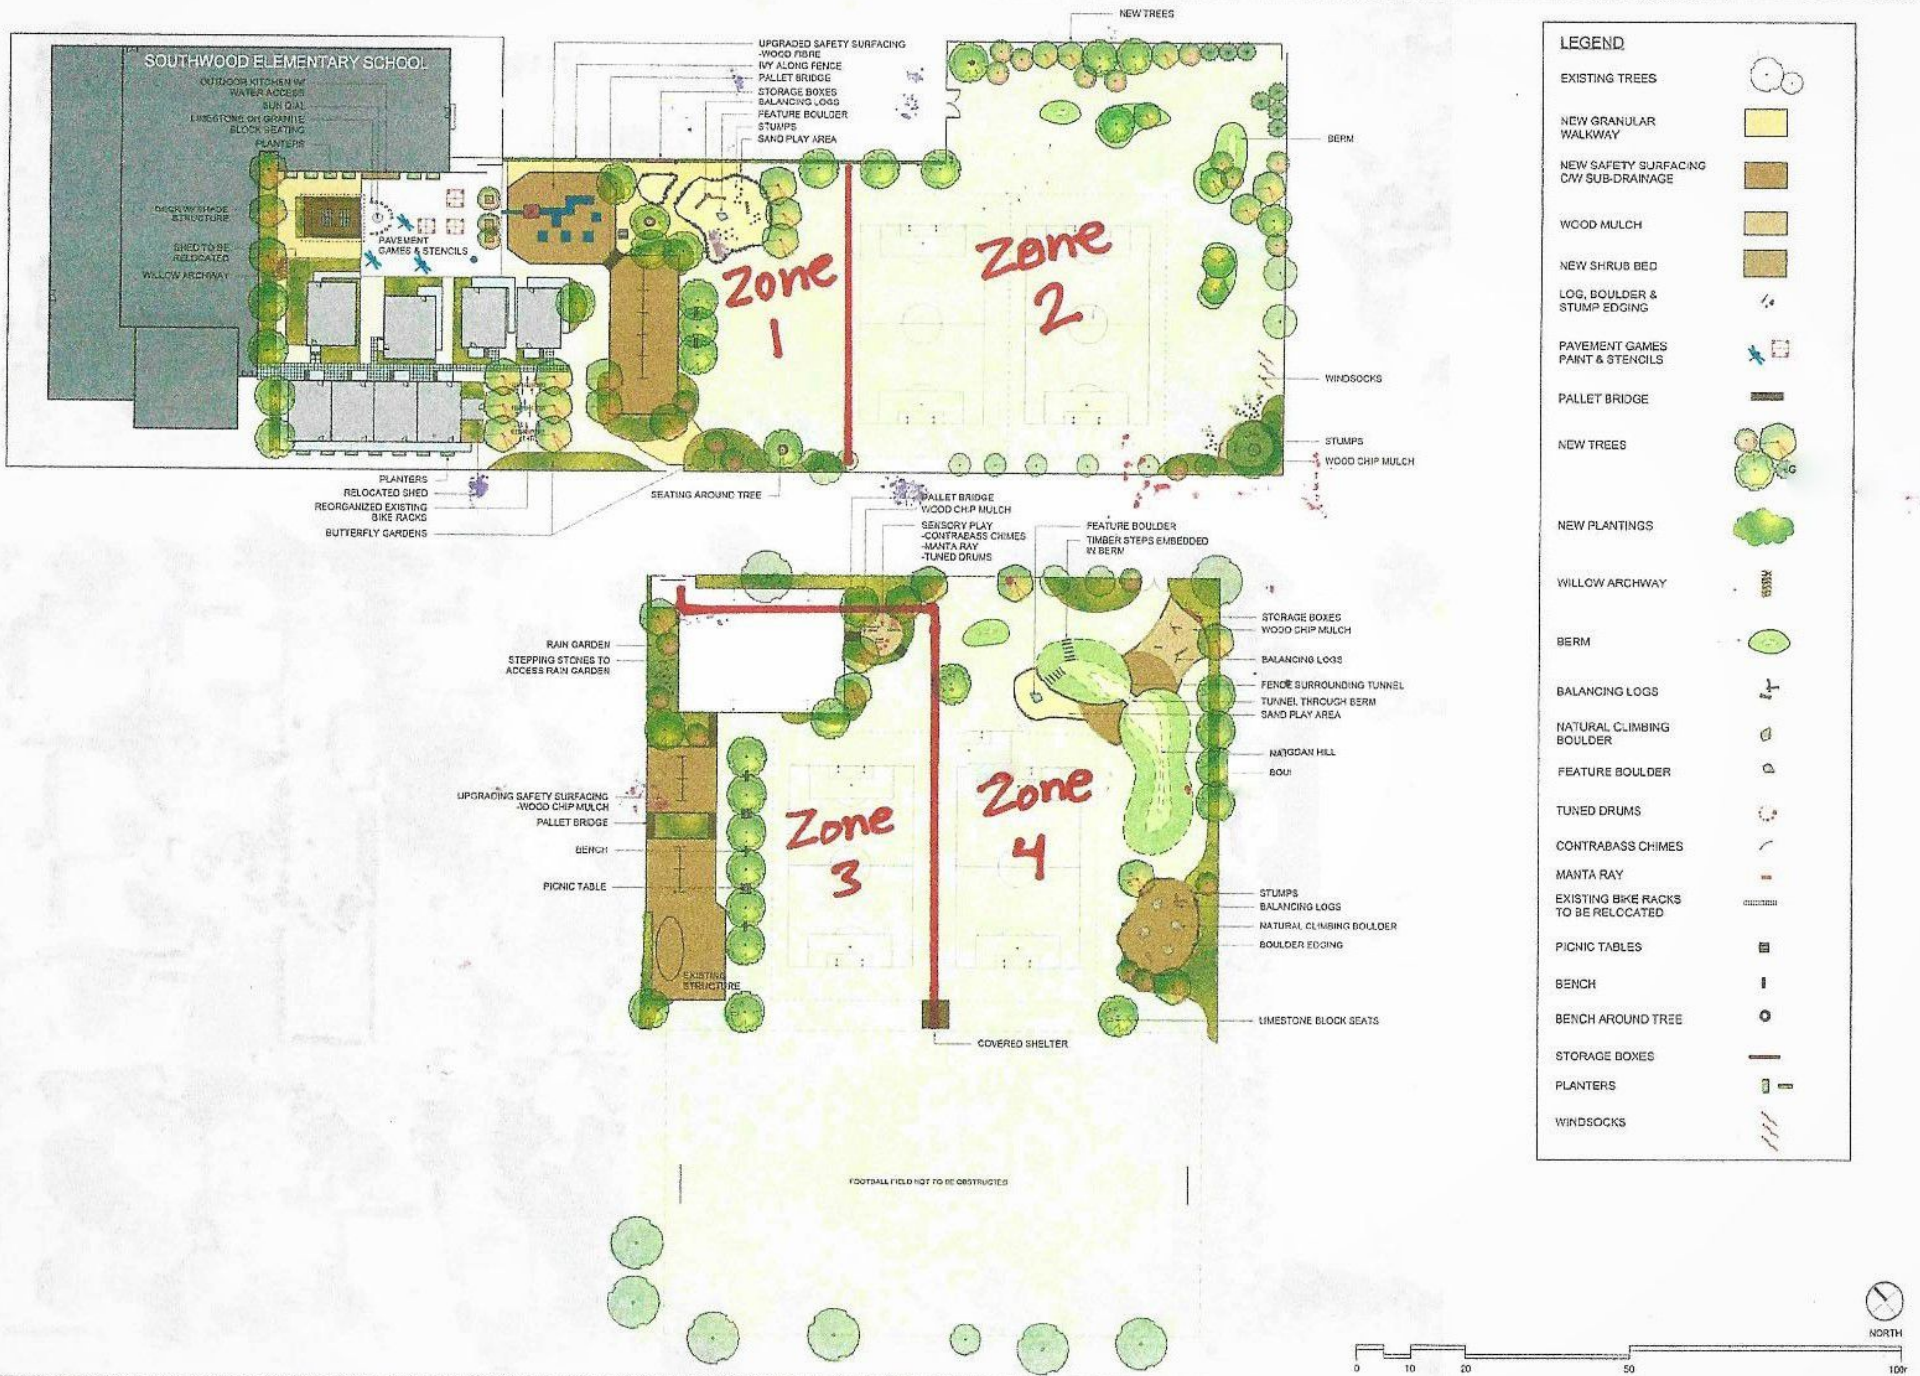 NEW TREES
SOUTHWOOD ELEMENTARY SCHOOL
OUTDOOR KITCHEN W/
WATER ACCESS
SUN DIAL
LIMESTONE OR GRANITE
BLOCK SEATING
PLANTERS
DECK W/ SHADE
STRUCTURE
SHED TO BE
RELOCATED
WILLOW ARCHWAY
PAVEMENT
GAMES & STENCILS
UPGRADED SAFETY SURFACING
-WOOD FIBRE
IVY ALONG FENCE
PALLET BRIDGE
STORAGE BOXES
BALANCING LOGS
FEATURE BOULDER
STUMPS
SAND PLAY AREA
BERM
Zone
1
Zone
2
WINDSOCKS
STUMPS
WOOD CHIP MULCH
PLANTERS
RELOCATED SHED
REORGANIZED EXISTING
BIKE RACKS
BUTTERFLY GARDENS
SEATING AROUND TREE
PALLET BRIDGE
WOOD CHIP MULCH
SENSORY PLAY
-CONTRABASS CHIMES
-MANTA RAY
-TUNED DRUMS
FEATURE BOULDER
TIMBER STEPS EMBEDDED
IN BERM
RAIN GARDEN
STEPPING STONES TO
ACCESS RAIN GARDEN
UPGRADING SAFETY SURFACING
-WOOD CHIP MULCH
PALLET BRIDGE
BENCH
PICNIC TABLE
EXISTING
STRUCTURE
Zone
3
Zone
4
STORAGE BOXES
WOOD CHIP MULCH
BALANCING LOGS
FENCE SURROUNDING TUNNEL
TUNNEL THROUGH BERM
SAND PLAY AREA
HILL
STUMPS
BALANCING LOGS
NATURAL CLIMBING BOULDER
BOULDER EDGING
LIMESTONE BLOCK SEATS
COVERED SHELTER
FOOTBALL FIELD NOT TO BE OBSTRUCTED
LEGEND
EXISTING TREES
NEW GRANULAR
WALKWAY
NEW SAFETY SURFACING
C/W SUB-DRAINAGE
WOOD MULCH
NEW SHRUB BED
LOG, BOULDER &
STUMP EDGING
PAVEMENT GAMES
PAINT & STENCILS
PALLET BRIDGE
NEW TREES
NEW PLANTINGS
WILLOW ARCHWAY
BERM
BALANCING LOGS
NATURAL CLIMBING
BOULDER
FEATURE BOULDER
TUNED DRUMS
CONTRABASS CHIMES
MANTA RAY
EXISTING BIKE RACKS
TO BE RELOCATED
PICNIC TABLES
BENCH
BENCH AROUND TREE
STORAGE BOXES
PLANTERS
WINDSOCKS
NORTH
0 10 20 50 100